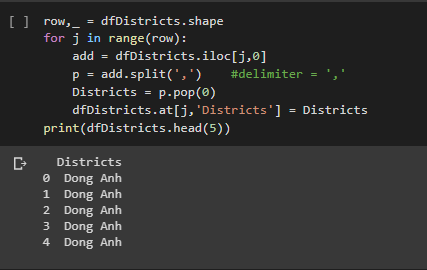 [ ] row,_ = dfDistricts.shape
for j in range(row):
    add = dfDistricts.iloc[j,0]
    p = add.split(',')    #delimiter = ','
    Districts = p.pop(0)
    dfDistricts.at[j,'Districts'] = Districts
print(dfDistricts.head(5))
  Districts
0  Dong Anh
1  Dong Anh
2  Dong Anh
3  Dong Anh
4  Dong Anh